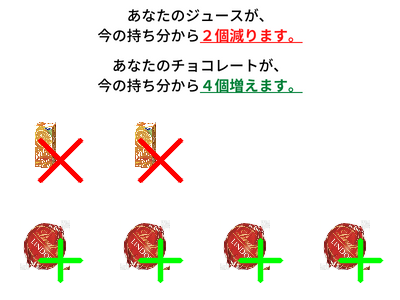 あなたのジュースが、
今の持ち分から２個減ります。
あなたのチョコレートが、
今の持ち分から４個増えます。